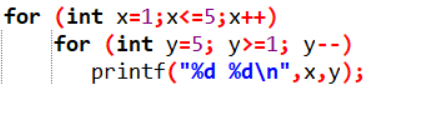 for (int x=1;x<=5;x++)
for (int y=5; y>=1; y--)
printf("%d %d\n",x,y);